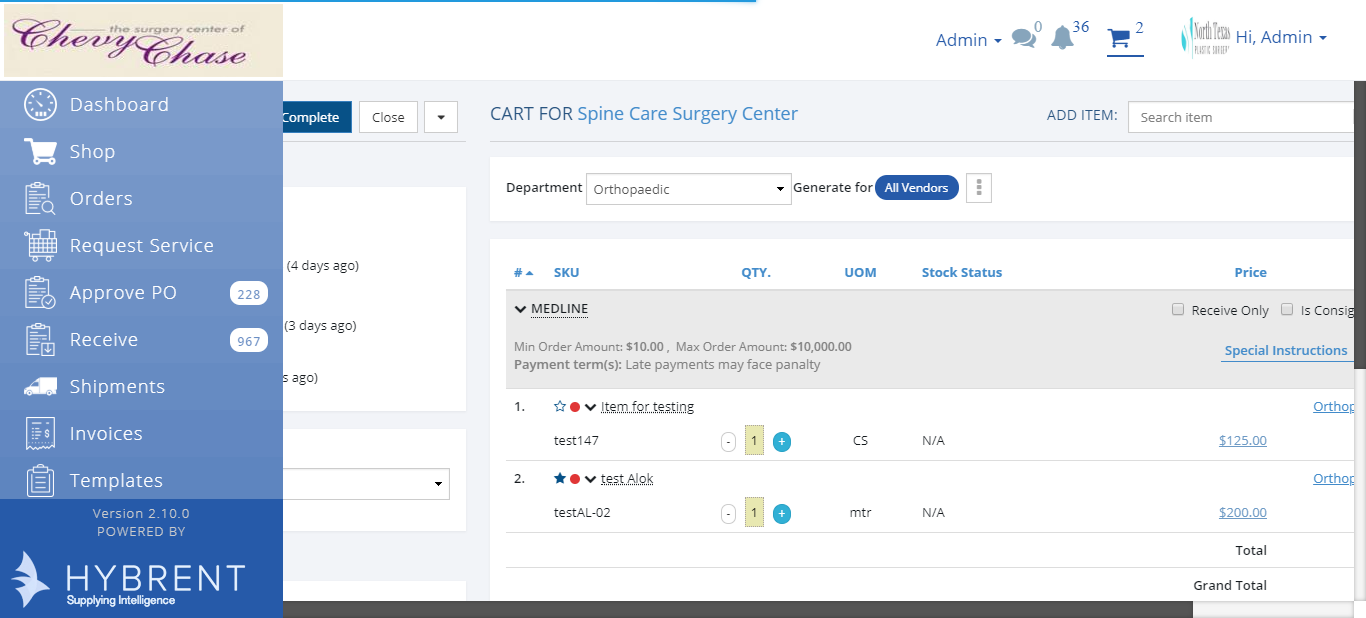 the surgery center of
Chevy Chase
Admin
0
36
2
North Texas
PLASTIC SURGERY
Hi, Admin
Dashboard
Shop
Orders
Request Service
Approve PO 228
Receive 967
Shipments
Invoices
Templates
Version 2.10.0
POWERED BY
HYBRENT
Supplying Intelligence
Complete Close
(4 days ago)
(3 days ago)
s ago)
CART FOR Spine Care Surgery Center
ADD ITEM: Search item
Department Orthopaedic Generate for All Vendors
# SKU QTY. UOM Stock Status Price
MEDLINE Receive Only Is Consig
Min Order Amount: $10.00 , Max Order Amount: $10,000.00
Special Instructions
Payment term(s): Late payments may face panalty
1. Item for testing Orthop
test147 - 1 + CS N/A $125.00
2. test Alok Orthop
testAL-02 - 1 + mtr N/A $200.00
Total
Grand Total